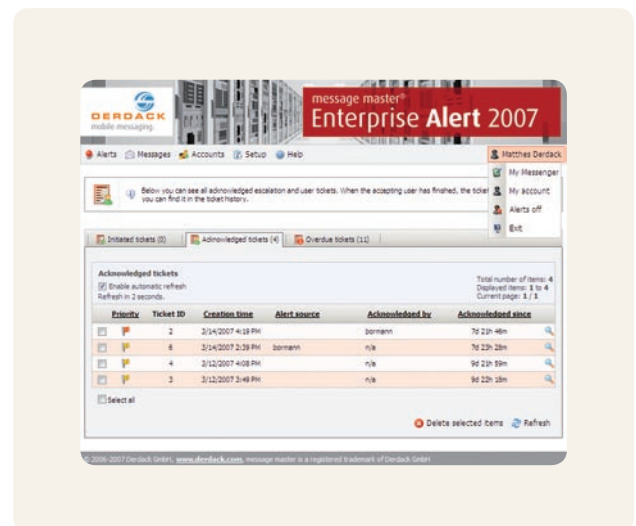 DERDACK
mobile messaging.
message master®
Enterprise Alert 2007
Alerts Messages Accounts Setup Help Matthes Derdack
My Messenger
My account
Alerts off
Exit
Below you can see all acknowledged escalation and user tickets. When the accepting user has finished, the ticket
you can find it in the ticket history.
Initiated tickets (0) Acknowledged tickets (4) Overdue tickets (11)
Acknowledged tickets
Enable automatic refresh
Refresh in 2 seconds.
Total number of items: 4
Displayed items: 1 to 4
Current page: 1 / 1
Priority Ticket ID Creation time Alert source Acknowledged by Acknowledged since
2 3/14/2007 4:19 PM bormann 7d 21h 46m
6 3/14/2007 2:39 PM bormann n/a 7d 23h 28m
4 3/12/2007 4:08 PM n/a 9d 21h 59m
3 3/12/2007 3:49 PM n/a 9d 22h 18m
Select all
Delete selected items Refresh
© 2006-2007 Derdack GmbH, www.derdack.com, message master is a registered trademark of Derdack GmbH